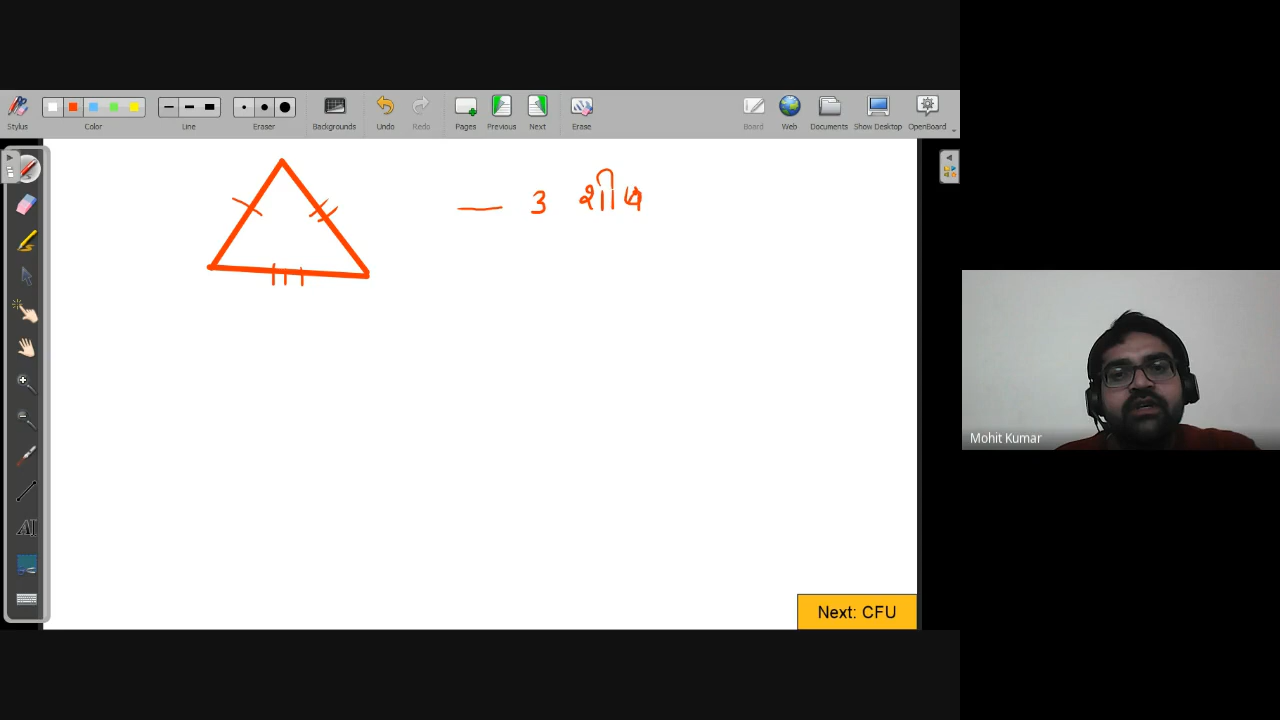 Stylus
Color
Line
Eraser
Backgrounds
Undo
Redo
Pages
Previous
Next
Erase
Board
Web
Documents
Show Desktop
OpenBoard
3
AI
Mohit Kumar
Next: CFU